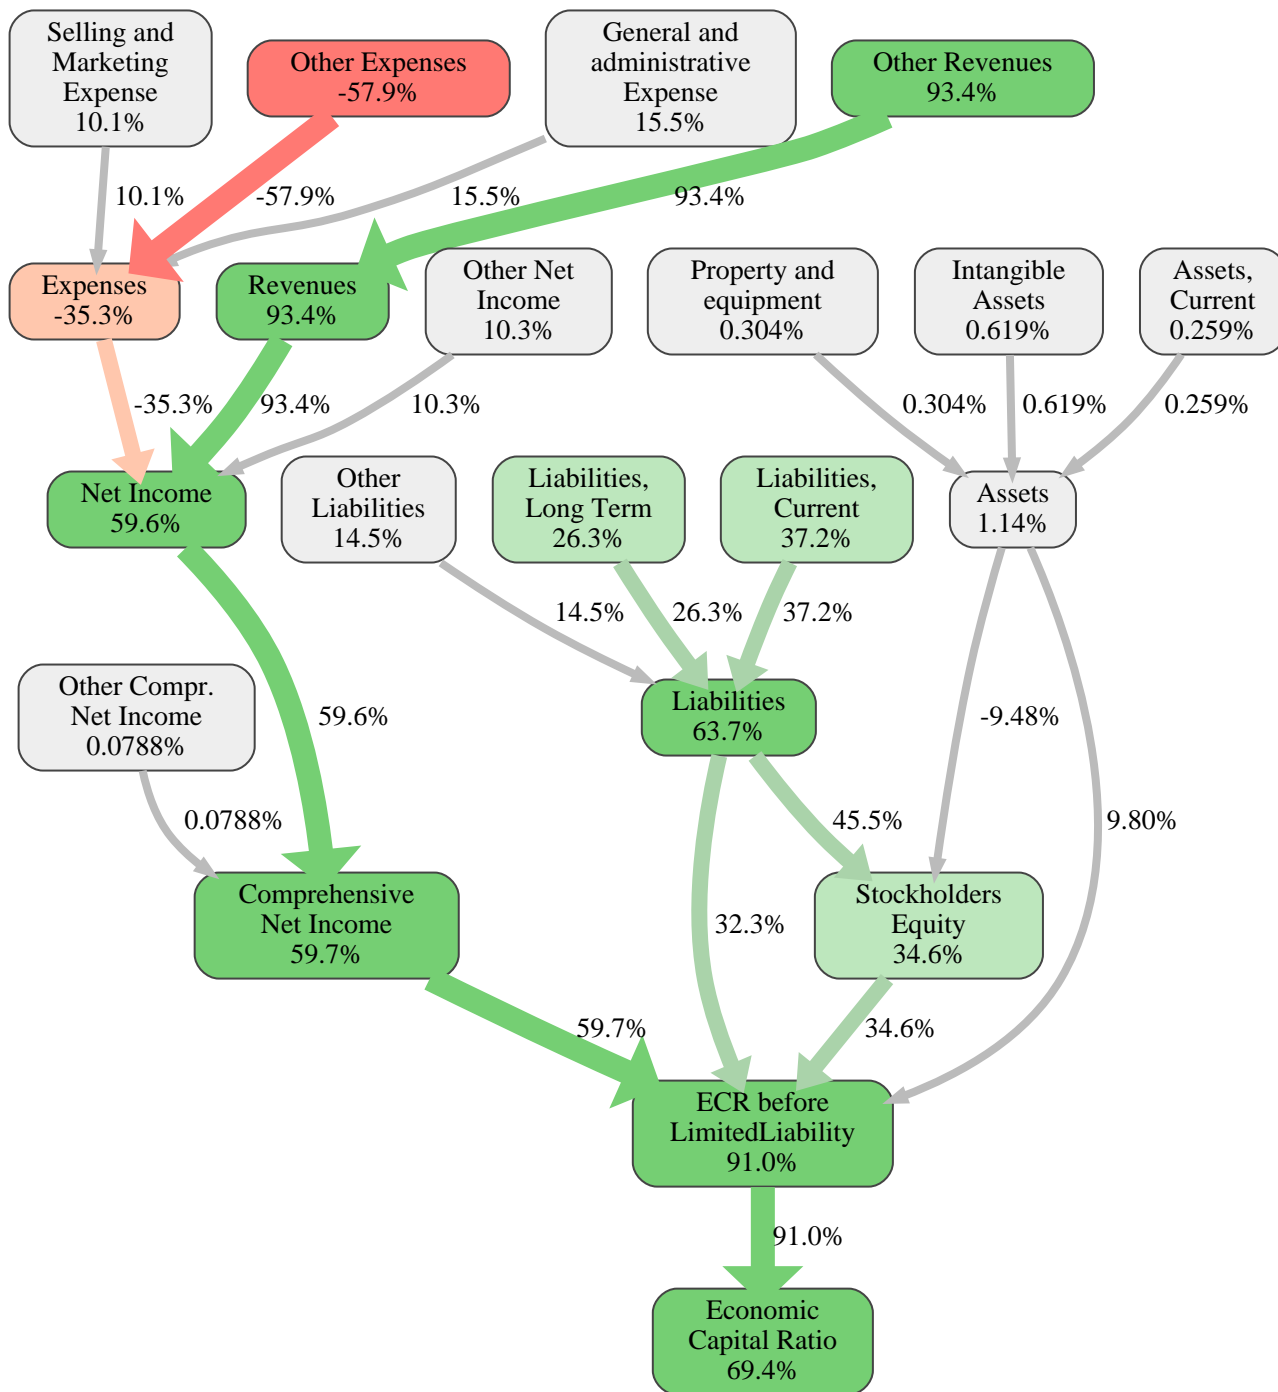 Selling and
Marketing
Expense
10.1%
Other Expenses
-57.9%
General and
administrative
Expense
15.5%
Other Revenues
93.4%
10.1%
-57.9%
15.5%
93.4%
Expenses
-35.3%
Revenues
93.4%
Other Net
Income
10.3%
Property and
equipment
0.304%
Intangible
Assets
0.619%
Assets,
Current
0.259%
-35.3%
93.4%
10.3%
0.304%
0.619%
0.259%
Net Income
59.6%
Other
Liabilities
14.5%
Liabilities,
Long Term
26.3%
Liabilities,
Current
37.2%
Assets
1.14%
14.5%
26.3%
37.2%
Other Compr.
Net Income
0.0788%
59.6%
Liabilities
63.7%
-9.48%
0.0788%
45.5%
9.80%
Comprehensive
Net Income
59.7%
32.3%
Stockholders
Equity
34.6%
59.7%
34.6%
ECR before
LimitedLiability
91.0%
91.0%
Economic
Capital Ratio
69.4%